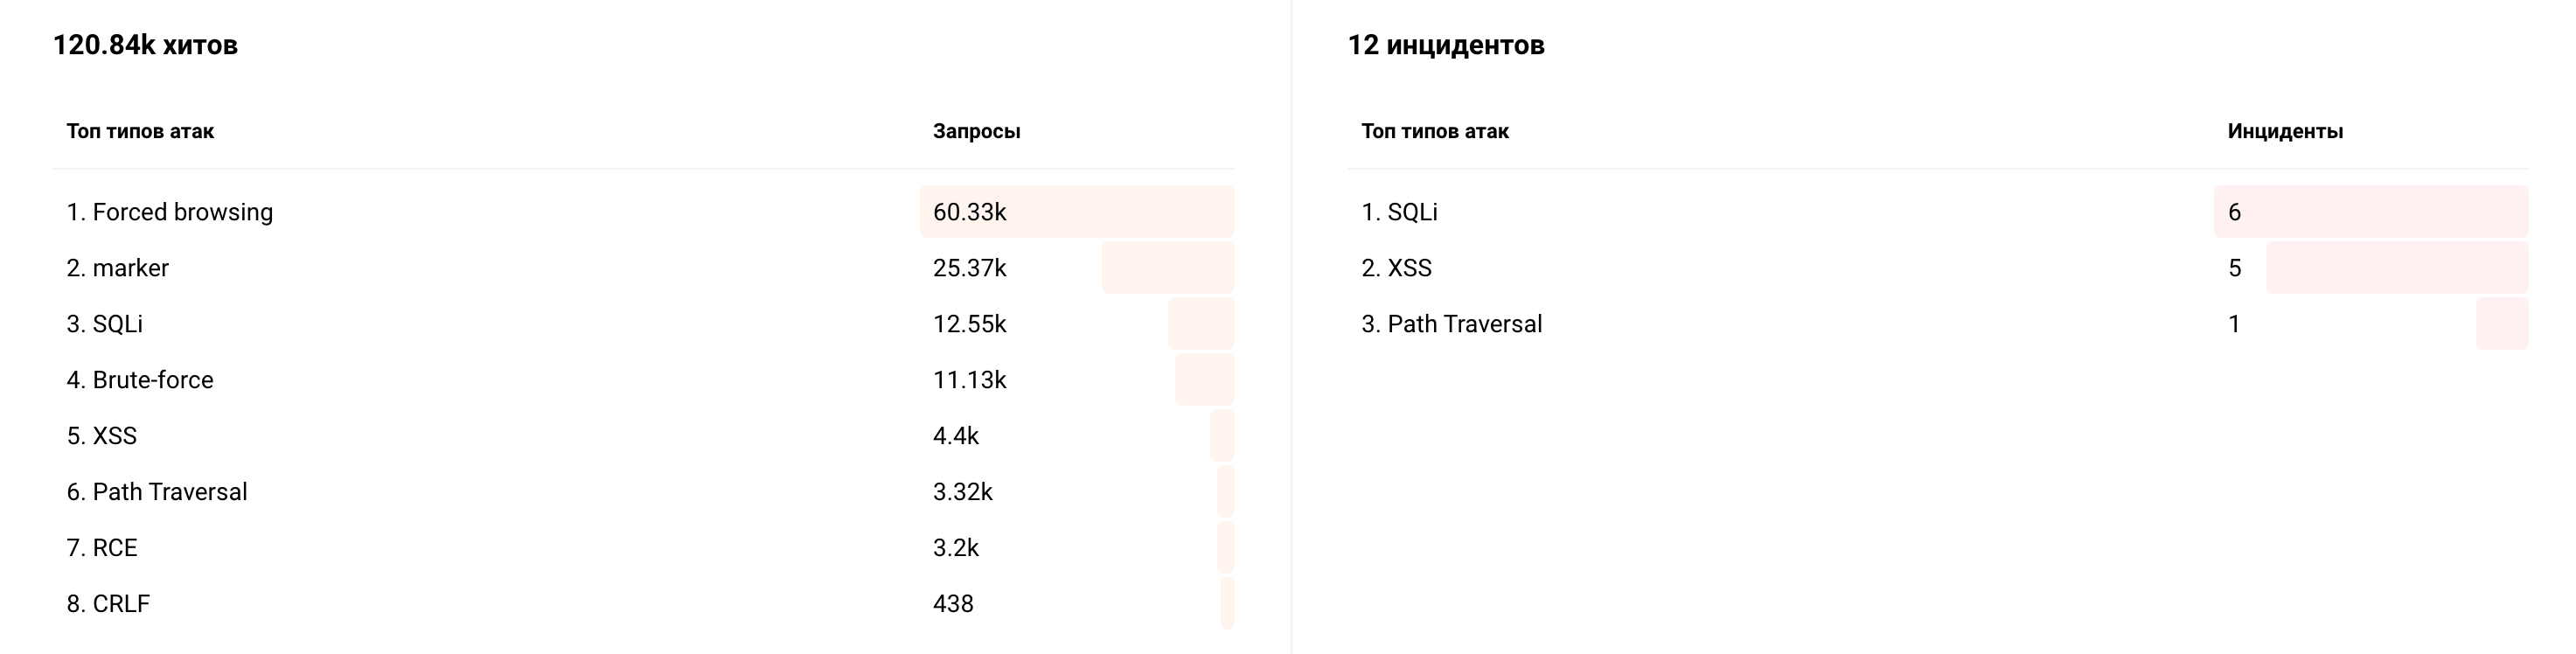 120.84k хитов
Топ типов атак Запросы
1. Forced browsing 60.33k
2. marker 25.37k
3. SQLi 12.55k
4. Brute-force 11.13k
5. XSS 4.4k
6. Path Traversal 3.32k
7. RCE 3.2k
8. CRLF 438
12 инцидентов
Топ типов атак Инциденты
1. SQLi 6
2. XSS 5
3. Path Traversal 1